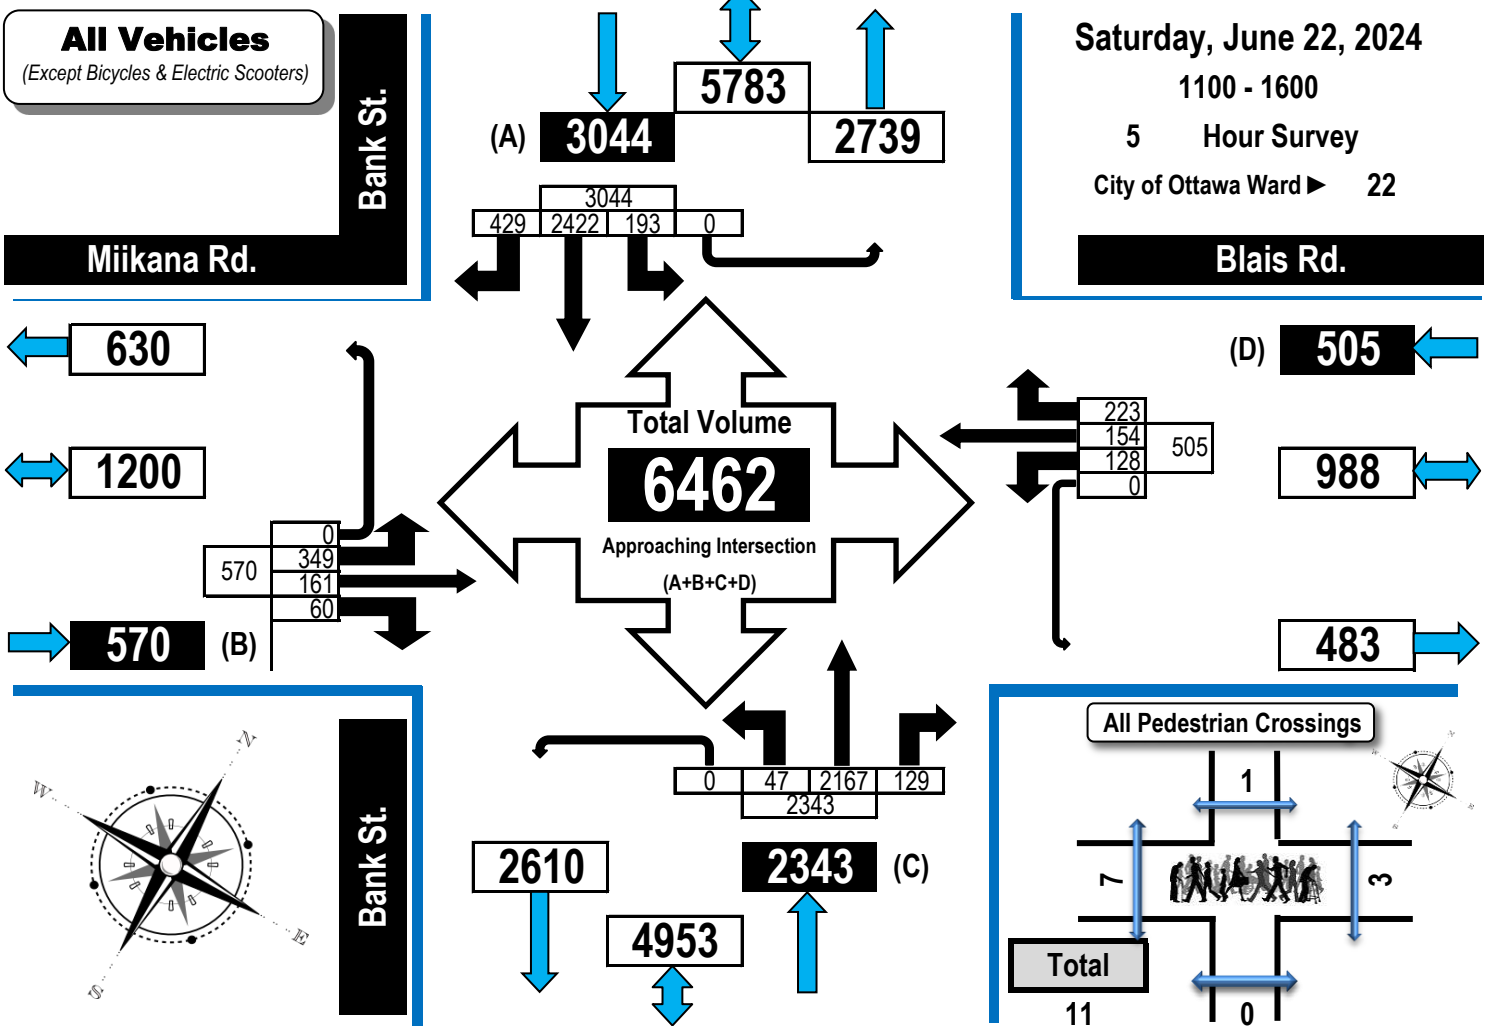 All Vehicles
(Except Bicycles & Electric Scooters)
Bank St.
Miikana Rd.
5783
(A) 3044
2739
3044
429 2422 193 0
Saturday, June 22, 2024
1100 - 1600
5 Hour Survey
City of Ottawa Ward ► 22
Blais Rd.
630
1200
0
349
161
60
570
570 (B)
Total Volume
6462
Approaching Intersection
(A+B+C+D)
(D) 505
223
154
128
0
505
988
483
N
W
E
S
Bank St.
0 47 2167 129
2343
2610
2343 (C)
4953
All Pedestrian Crossings
1
7
3
Total
11
0